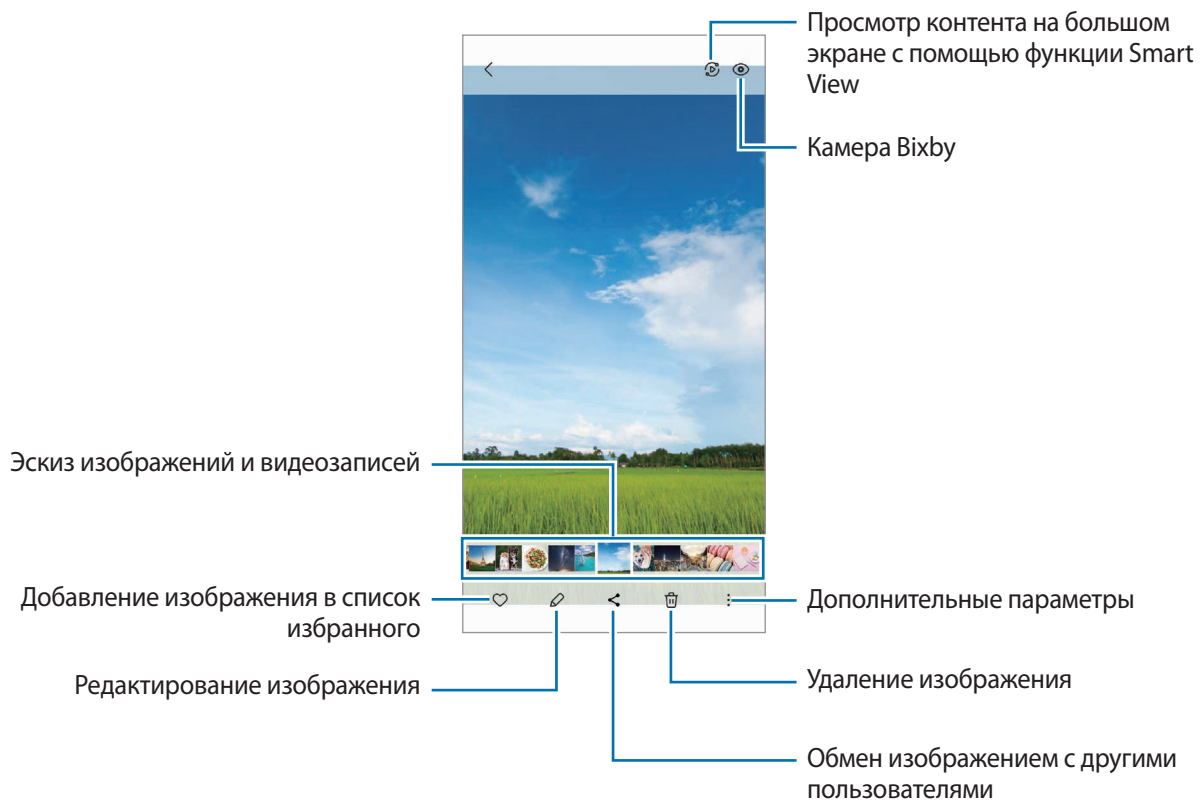 Просмотр контента на большом
экране с помощью функции Smart
View
Камера Bixby
Эскиз изображений и видеозаписей
Добавление изображения в список
избранного
Дополнительные параметры
Редактирование изображения
Удаление изображения
Обмен изображением с другими
пользователями